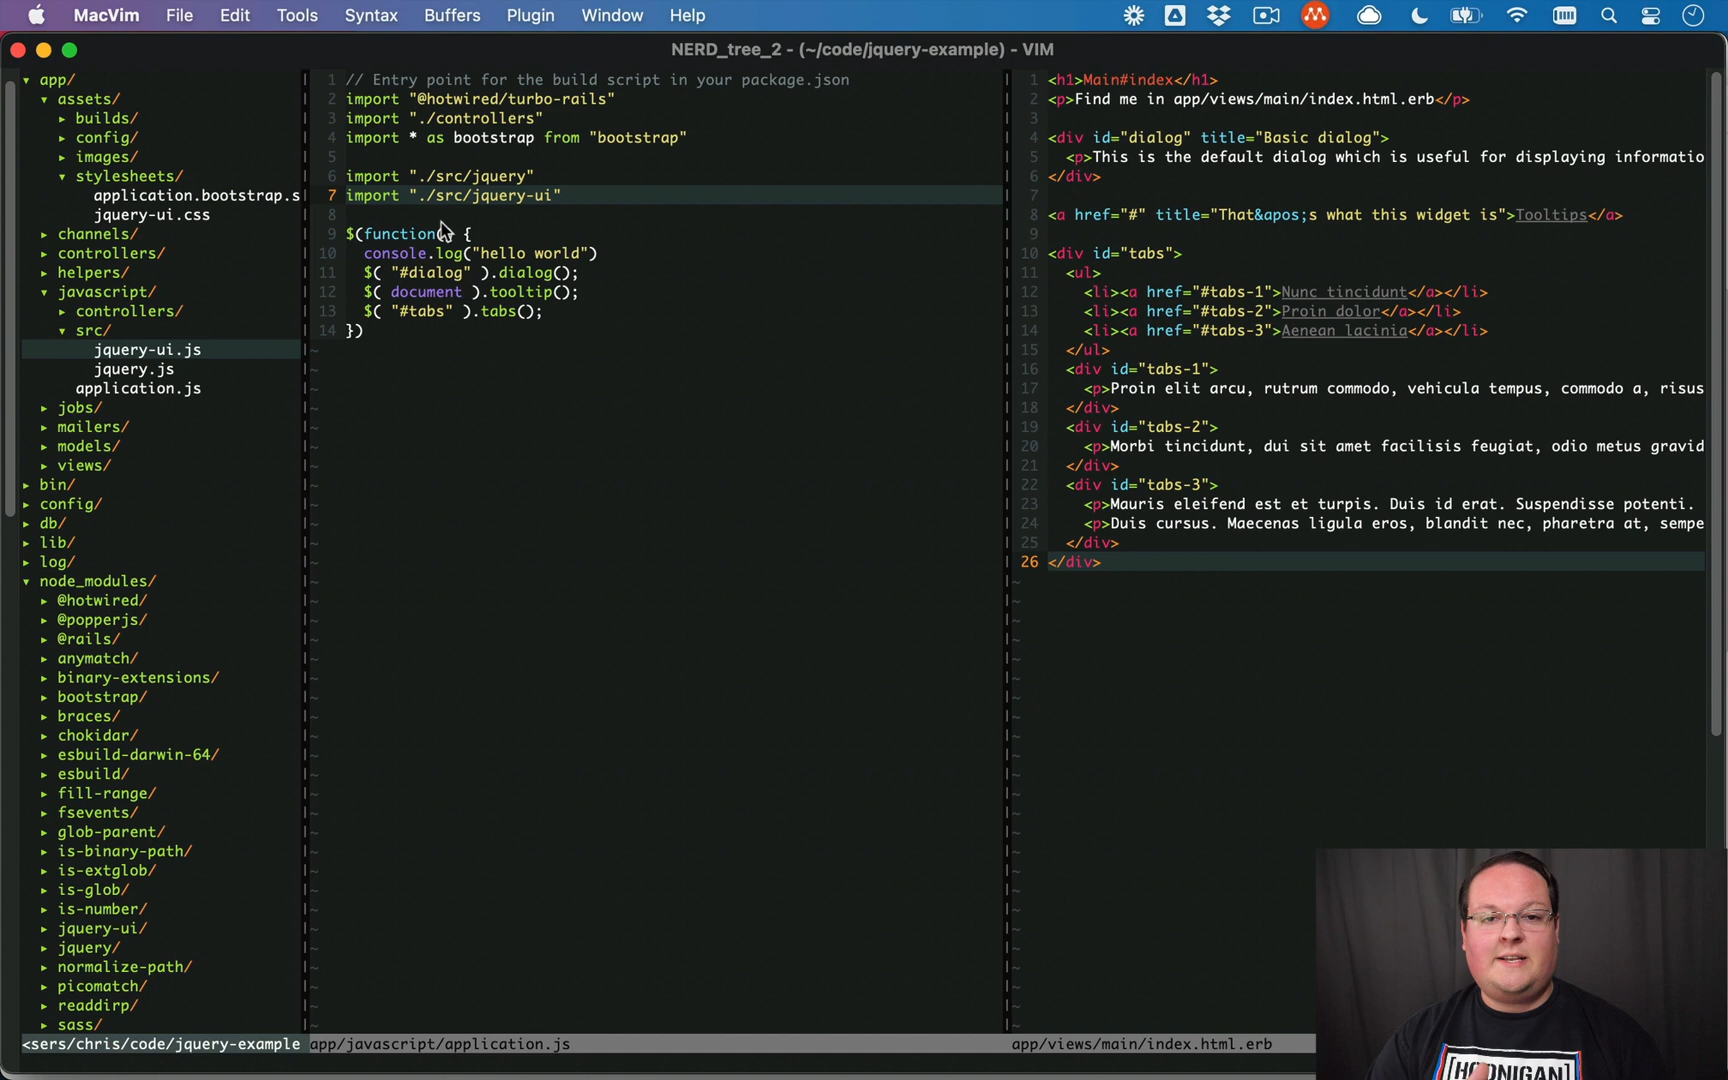 MacVim File Edit Tools Syntax Buffers Plugin Window Help
NERD_tree_2 - (~/code/jquery-example) - VIM
▾ app/
▾ assets/
▸ builds/
▸ config/
▸ images/
▾ stylesheets/
application.bootstrap.s
jquery-ui.css
▸ channels/
▸ controllers/
▸ helpers/
▾ javascript/
▸ controllers/
▾ src/
jquery-ui.js
jquery.js
application.js
▸ jobs/
▸ mailers/
▸ models/
▸ views/
▸ bin/
▸ config/
▸ db/
▸ lib/
▸ log/
▾ node_modules/
▸ @hotwired/
▸ @popperjs/
▸ @rails/
▸ anymatch/
▸ binary-extensions/
▸ bootstrap/
▸ braces/
▸ chokidar/
▸ esbuild-darwin-64/
▸ esbuild/
▸ fill-range/
▸ fsevents/
▸ glob-parent/
▸ is-binary-path/
▸ is-extglob/
▸ is-glob/
▸ is-number/
▸ jquery-ui/
▸ jquery/
▸ normalize-path/
▸ picomatch/
▸ readdirp/
▸ sass/
<sers/chris/code/jquery-example
1 // Entry point for the build script in your package.json
2 import "@hotwired/turbo-rails"
3 import "./controllers"
4 import * as bootstrap from "bootstrap"
5
6 import "./src/jquery"
7 import "./src/jquery-ui"
8
9 $(function( {
10 console.log("hello world")
11 $( "#dialog" ).dialog();
12 $( document ).tooltip();
13 $( "#tabs" ).tabs();
14 })
app/javascript/application.js
1 <h1>Main#index</h1>
2 <p>Find me in app/views/main/index.html.erb</p>
3
4 <div id="dialog" title="Basic dialog">
5 <p>This is the default dialog which is useful for displaying informatio
6 </div>
7
8 <a href="#" title="That&apos;s what this widget is">Tooltips</a>
9
10 <div id="tabs">
11 <ul>
12 <li><a href="#tabs-1">Nunc tincidunt</a></li>
13 <li><a href="#tabs-2">Proin dolor</a></li>
14 <li><a href="#tabs-3">Aenean lacinia</a></li>
15 </ul>
16 <div id="tabs-1">
17 <p>Proin elit arcu, rutrum commodo, vehicula tempus, commodo a, risus
18 </div>
19 <div id="tabs-2">
20 <p>Morbi tincidunt, dui sit amet facilisis feugiat, odio metus gravid
21 </div>
22 <div id="tabs-3">
23 <p>Mauris eleifend est et turpis. Duis id erat. Suspendisse potenti.
24 <p>Duis cursus. Maecenas ligula eros, blandit nec, pharetra at, sempe
25 </div>
26 </div>
app/views/main/index.html.erb
[HOONIGAN]